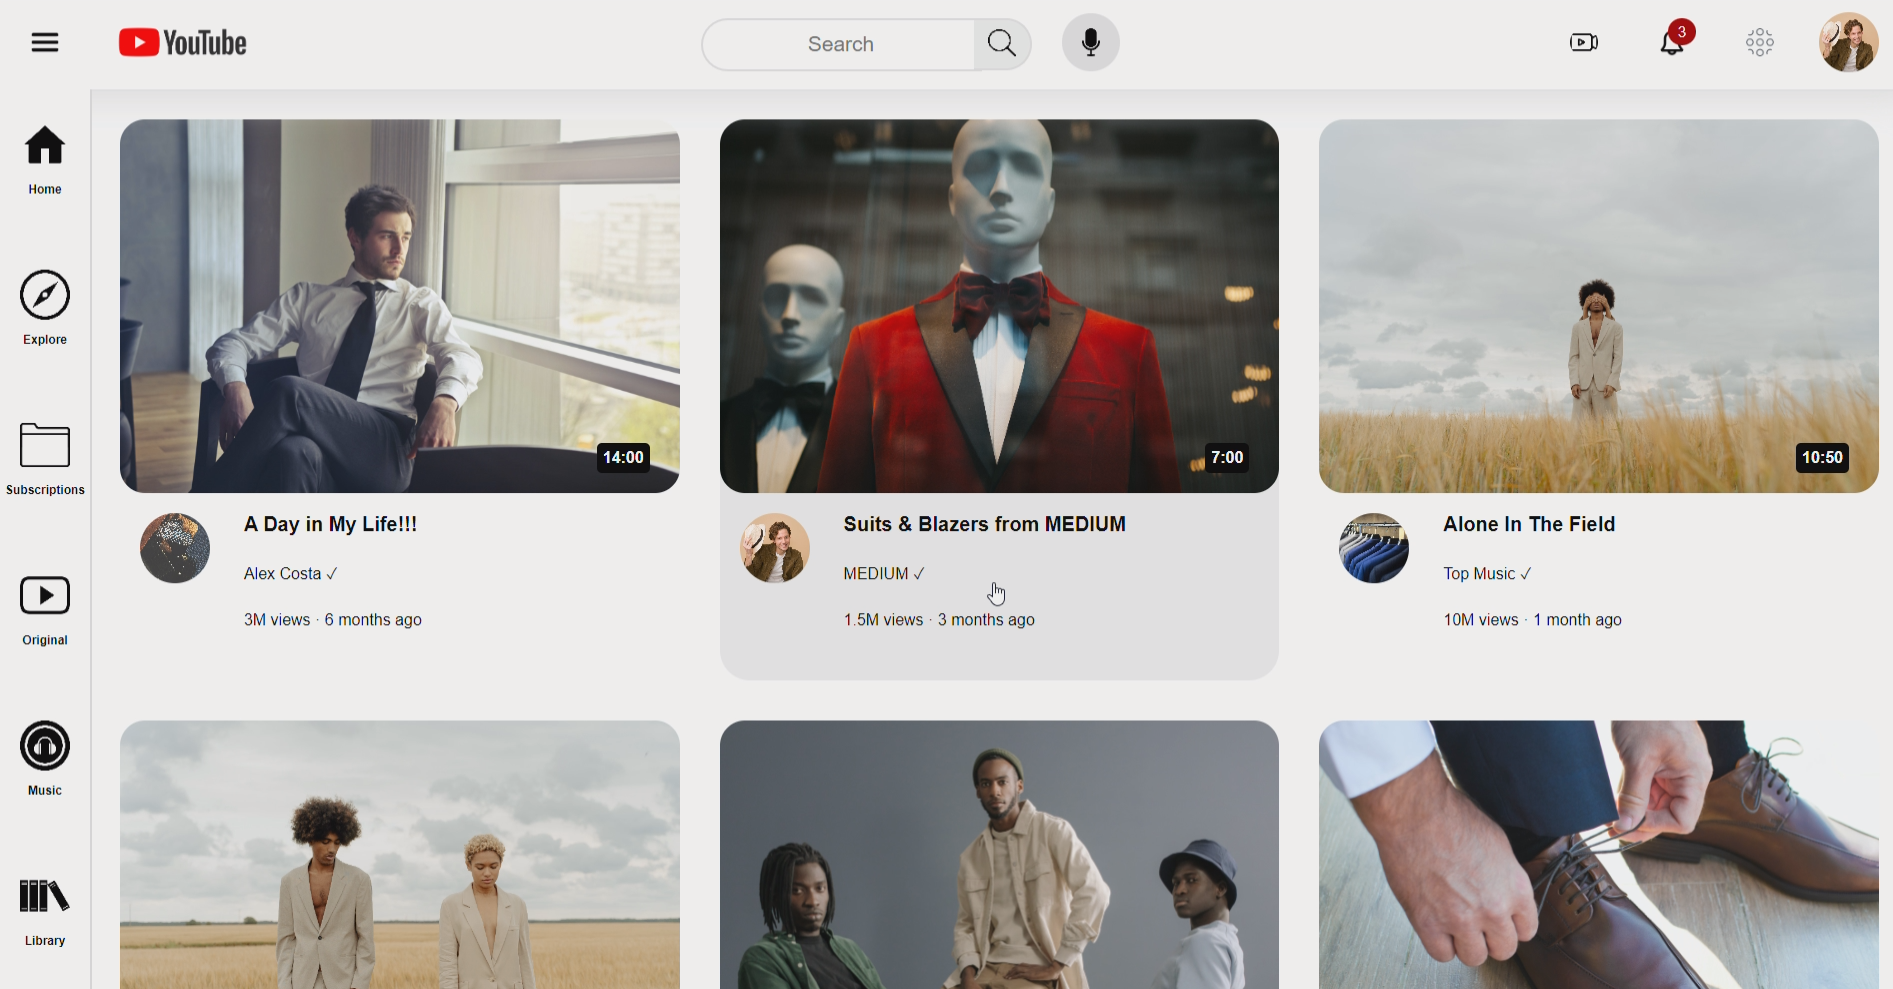 YouTube
Search
3
Home
Explore
Subscriptions
Original
Music
Library
14:00
A Day in My Life!!!
Alex Costa ✓
3M views · 6 months ago
7:00
Suits & Blazers from MEDIUM
MEDIUM ✓
1.5M views · 3 months ago
10:50
Alone In The Field
Top Music ✓
10M views · 1 month ago